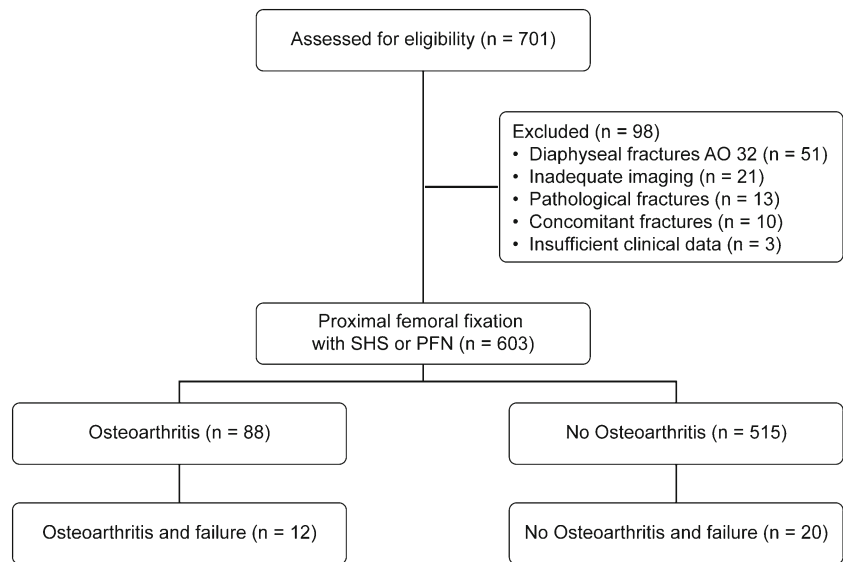 Assessed for eligibility (n = 701)
Excluded (n = 98)
• Diaphyseal fractures AO 32 (n = 51)
• Inadequate imaging (n = 21)
• Pathological fractures (n = 13)
• Concomitant fractures (n = 10)
• Insufficient clinical data (n = 3)
Proximal femoral fixation
with SHS or PFN (n = 603)
Osteoarthritis (n = 88)
No Osteoarthritis (n = 515)
Osteoarthritis and failure (n = 12)
No Osteoarthritis and failure (n = 20)